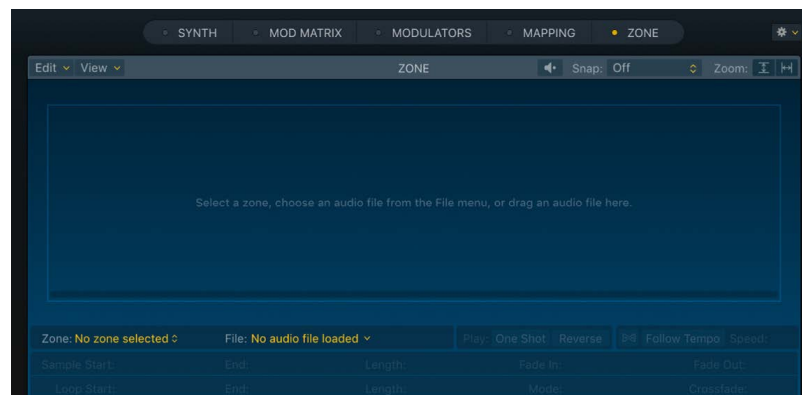 SYNTH MOD MATRIX MODULATORS MAPPING ZONE
Edit View ZONE Snap: Off Zoom:
Select a zone, choose an audio file from the File menu, or drag an audio file here.
Zone: No zone selected File: No audio file loaded Play: One Shot Reverse Follow Tempo Speed:
Sample Start: End: Length: Fade In: Fade Out:
Loop Start: End: Length: Mode: Crossfade: